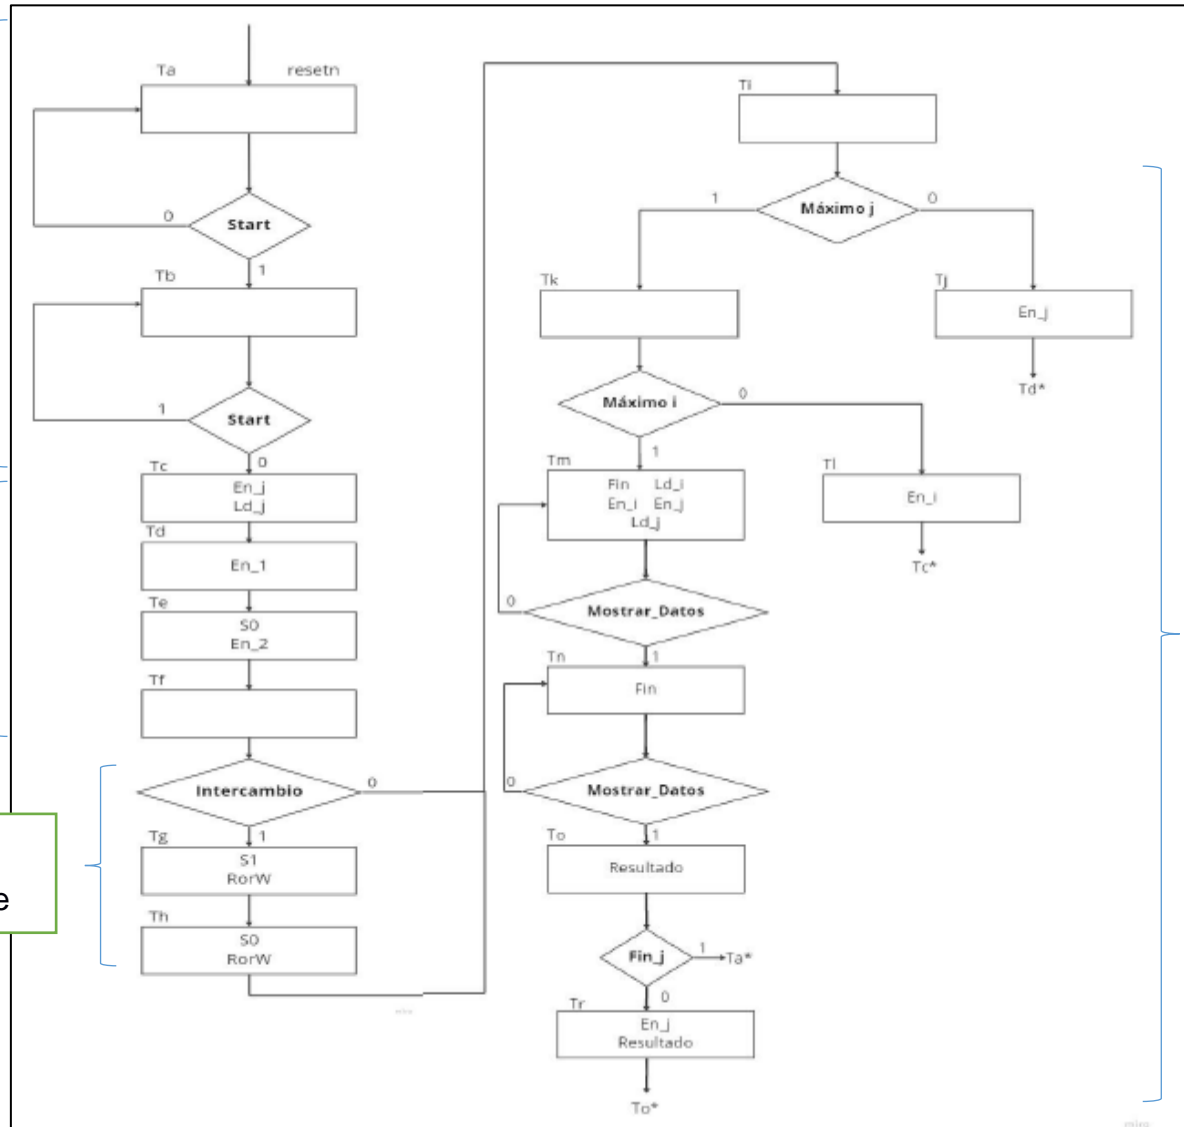 Ta
resetn
0
Start
1
Tb
1
Start
0
Tc
En_j
Ld_j
Td
En_1
Te
S0
En_2
Tf
Intercambio
0
1
Tg
S1
RorW
Th
S0
RorW
miro
e
Ti
1
Máximo j
0
Tk
Tj
En_j
Td*
Máximo i
0
1
Tm
Fin Ld_i
En_i En_j
Ld_j
Tl
En_i
Tc*
0
Mostrar_Datos
1
Tn
Fin
0
Mostrar_Datos
1
To
Resultado
Fin_j
1
Ta*
0
Tr
En_j
Resultado
To*
miro